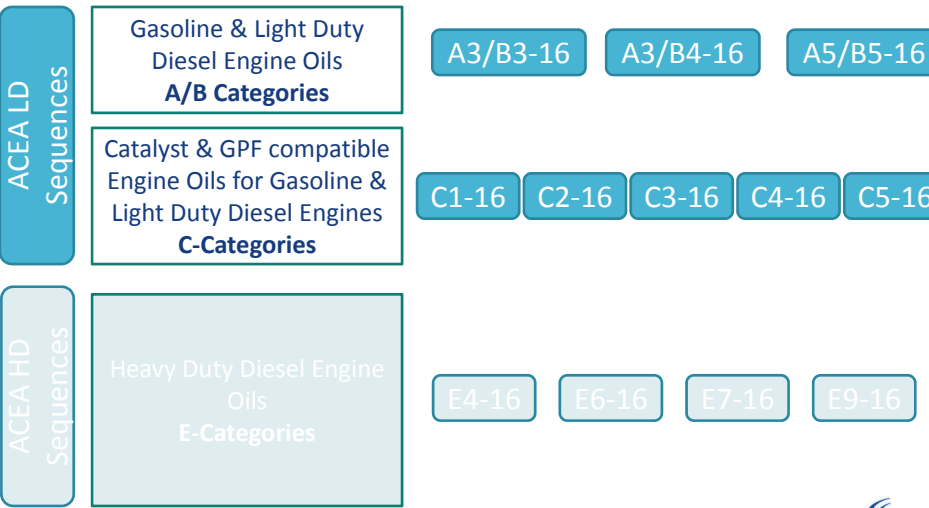 ACEA LD
Sequences
Gasoline & Light Duty
Diesel Engine Oils
A/B Categories
A3/B3-16
A3/B4-16
A5/B5-16
Catalyst & GPF compatible
Engine Oils for Gasoline &
Light Duty Diesel Engines
C-Categories
C1-16
C2-16
C3-16
C4-16
C5-16
ACEA HD
Sequences
Heavy Duty Diesel Engine
Oils
E-Categories
E4-16
E6-16
E7-16
E9-16